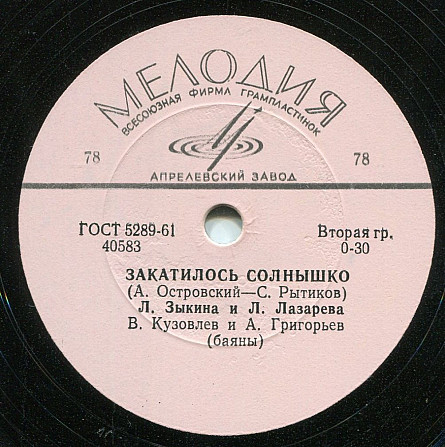 МЕЛОДИЯ
ВСЕСОЮЗНАЯ ФИРМА ГРАМПЛАСТИНОК
78 78
АПРЕЛЕВСКИЙ ЗАВОД
ГОСТ 5289-61 Вторая гр.
40583 0-30
ЗАКАТИЛОСЬ СОЛНЫШКО
(А. Островский—С. Рытиков)
Л. Зыкина и Л. Лазарева
В. Кузовлев и А. Григорьев
(баяны)